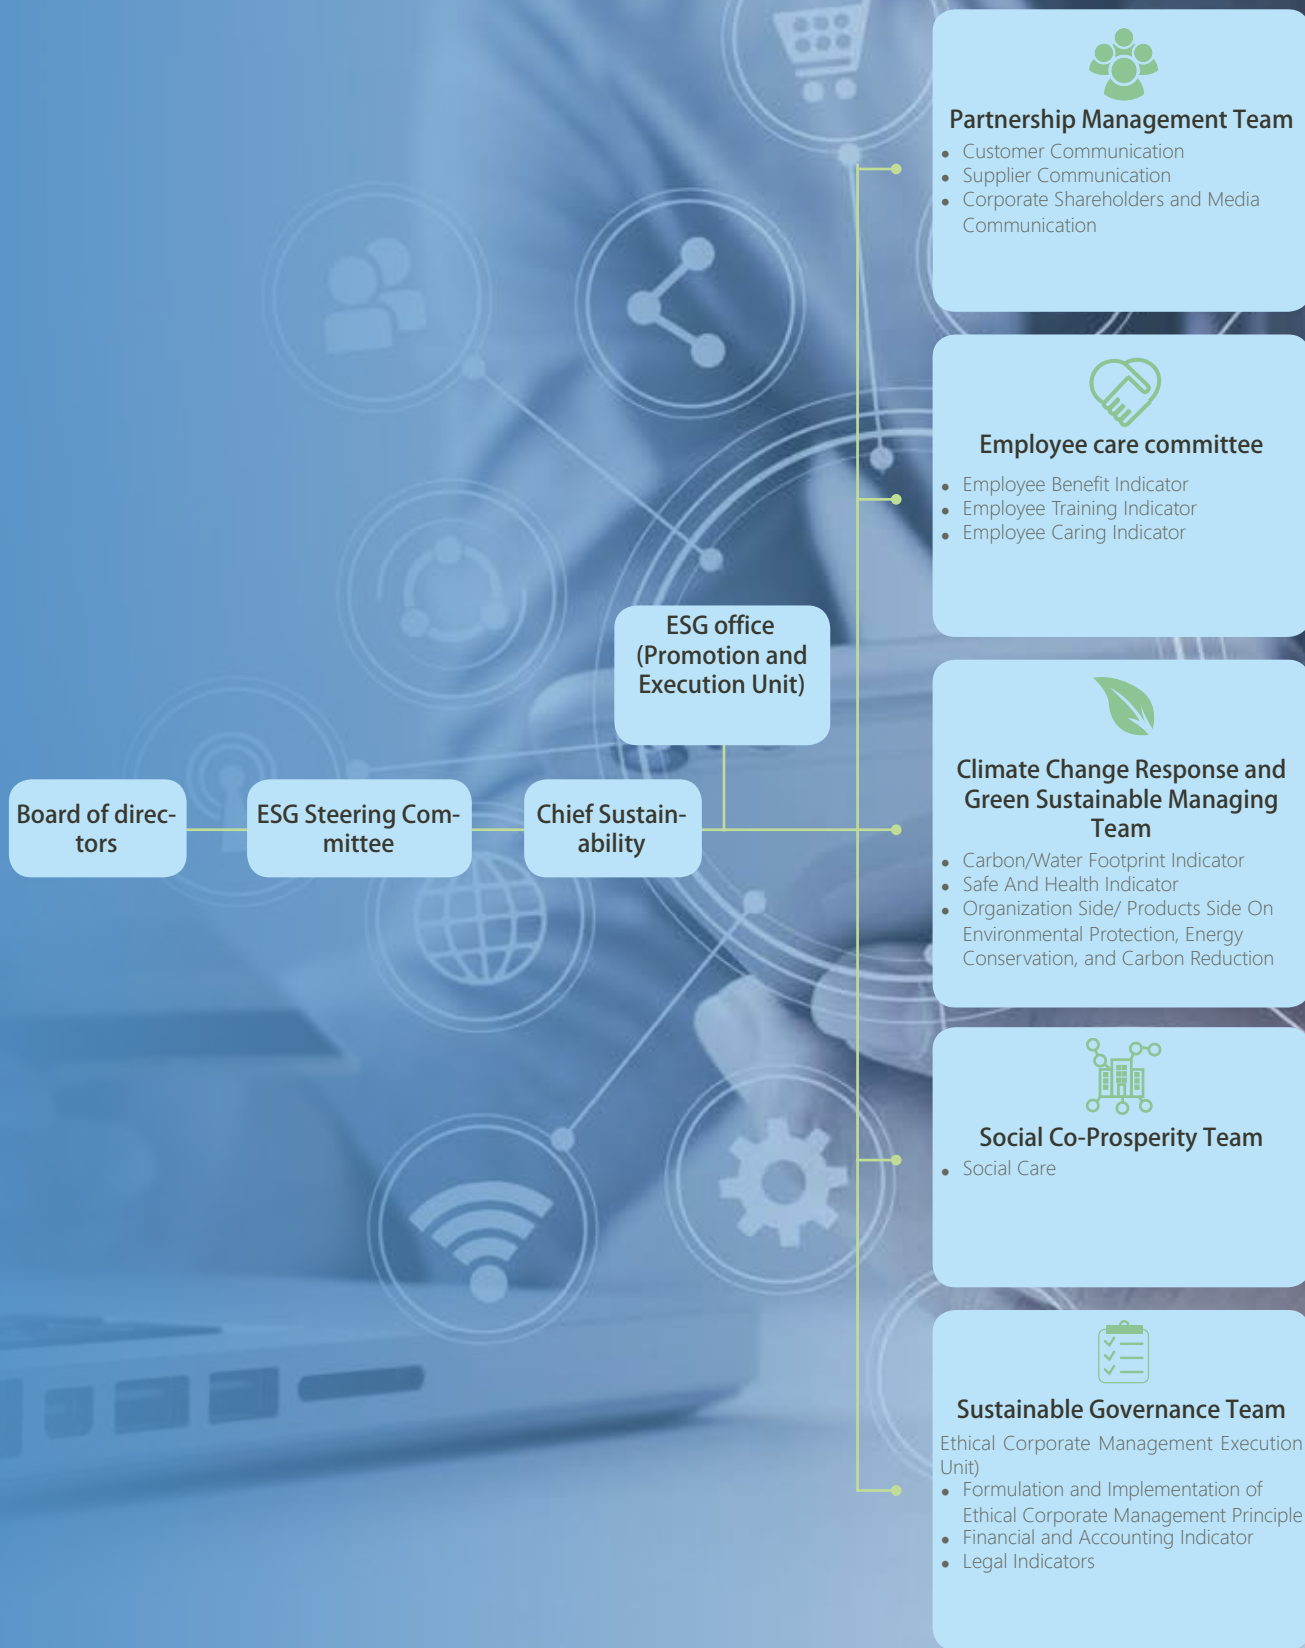 Partnership Management Team
• Customer Communication
• Supplier Communication
• Corporate Shareholders and Media
Communication
Employee care committee
• Employee Benefit Indicator
• Employee Training Indicator
• Employee Caring Indicator
ESG office
(Promotion and
Execution Unit)
Board of direc-
tors
ESG Steering Com-
mittee
Chief Sustain-
ability
Climate Change Response and
Green Sustainable Managing
Team
• Carbon/Water Footprint Indicator
• Safe And Health Indicator
• Organization Side/ Products Side On
Environmental Protection, Energy
Conservation, and Carbon Reduction
Social Co-Prosperity Team
• Social Care
Sustainable Governance Team
Ethical Corporate Management Execution
Unit)
• Formulation and Implementation of
Ethical Corporate Management Principle
• Financial and Accounting Indicator
• Legal Indicators